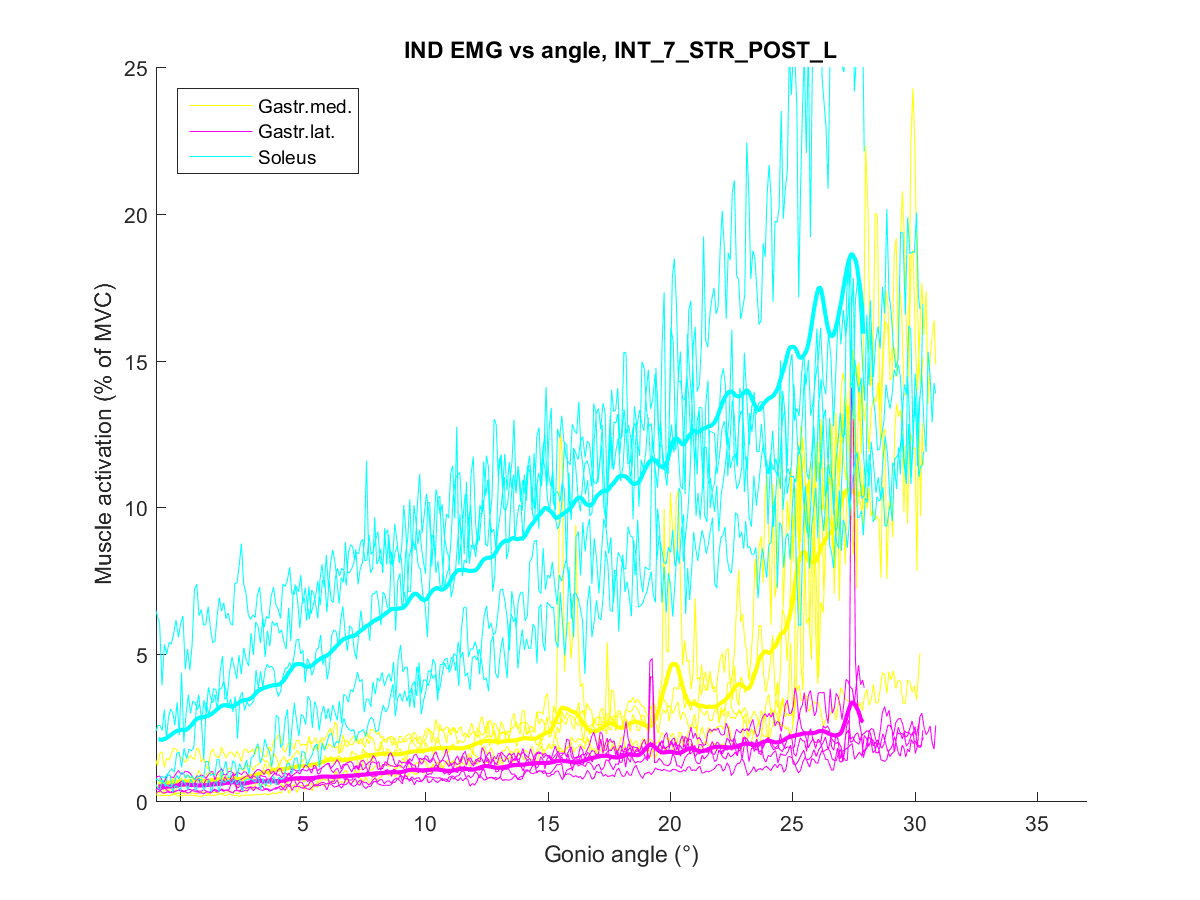 IND EMG vs angle, INT_7_STR_POST_L
25
20
15
10
5
0
Muscle activation (% of MVC)
Gastr.med.
Gastr.lat.
Soleus
0 5 10 15 20 25 30 35
Gonio angle (°)